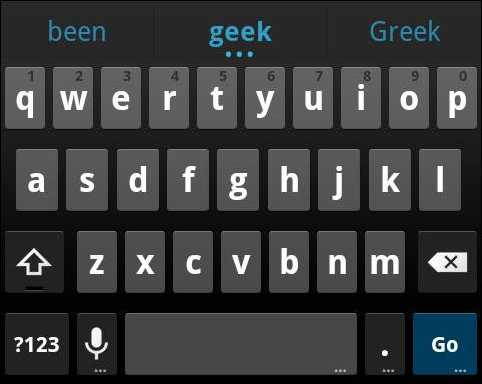 been geek Greek
1 2 3 4 5 6 7 8 9 0
q w e r t y u i o p
a s d f g h j k l
z x c v b n m
?123 . Go